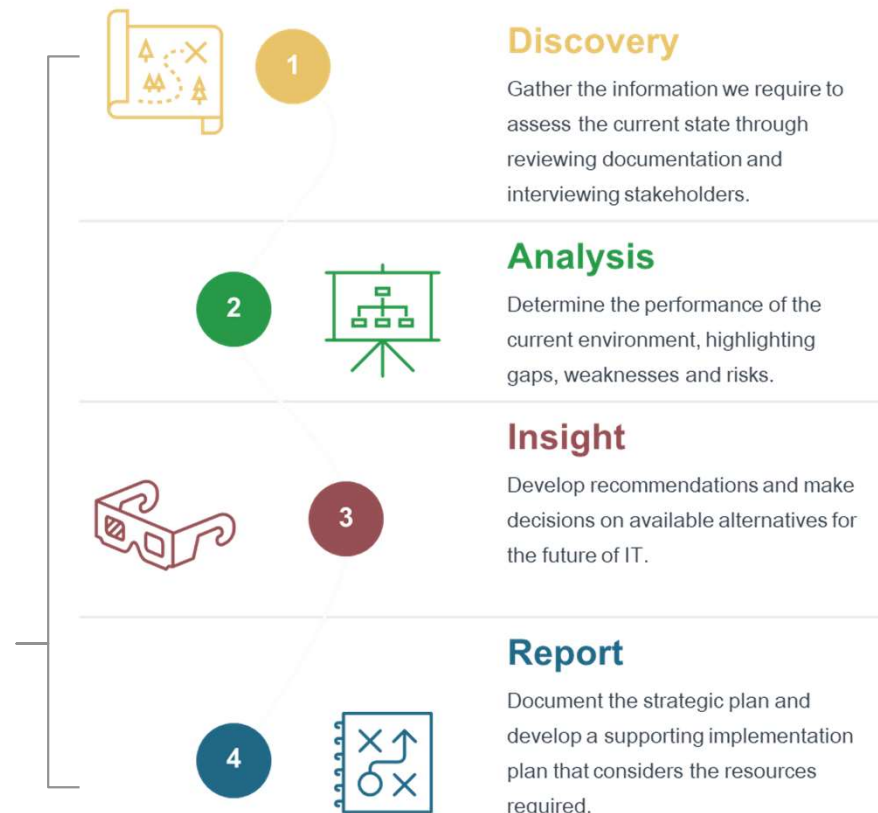 1
Discovery
Gather the information we require to
assess the current state through
reviewing documentation and
interviewing stakeholders.
2
Analysis
Determine the performance of the
current environment, highlighting
gaps, weaknesses and risks.
3
Insight
Develop recommendations and make
decisions on available alternatives for
the future of IT.
4
Report
Document the strategic plan and
develop a supporting implementation
plan that considers the resources
required.